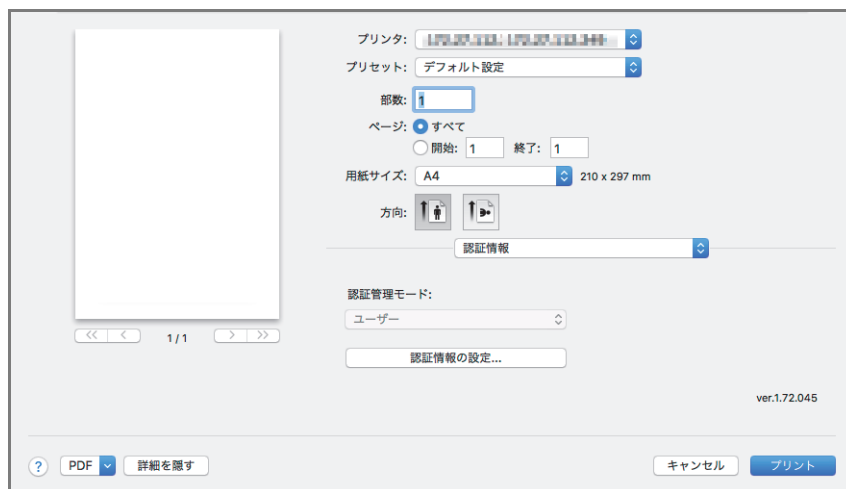 プリンタ:
プリセット: デフォルト設定
部数: 1
ページ: すべて
開始: 1 終了: 1
用紙サイズ: A4 210 x 297 mm
方向:
認証情報
認証管理モード:
ユーザー
<< < 1 / 1 > >>
認証情報の設定...
ver.1.72.045
? PDF 詳細を隠す キャンセル プリント